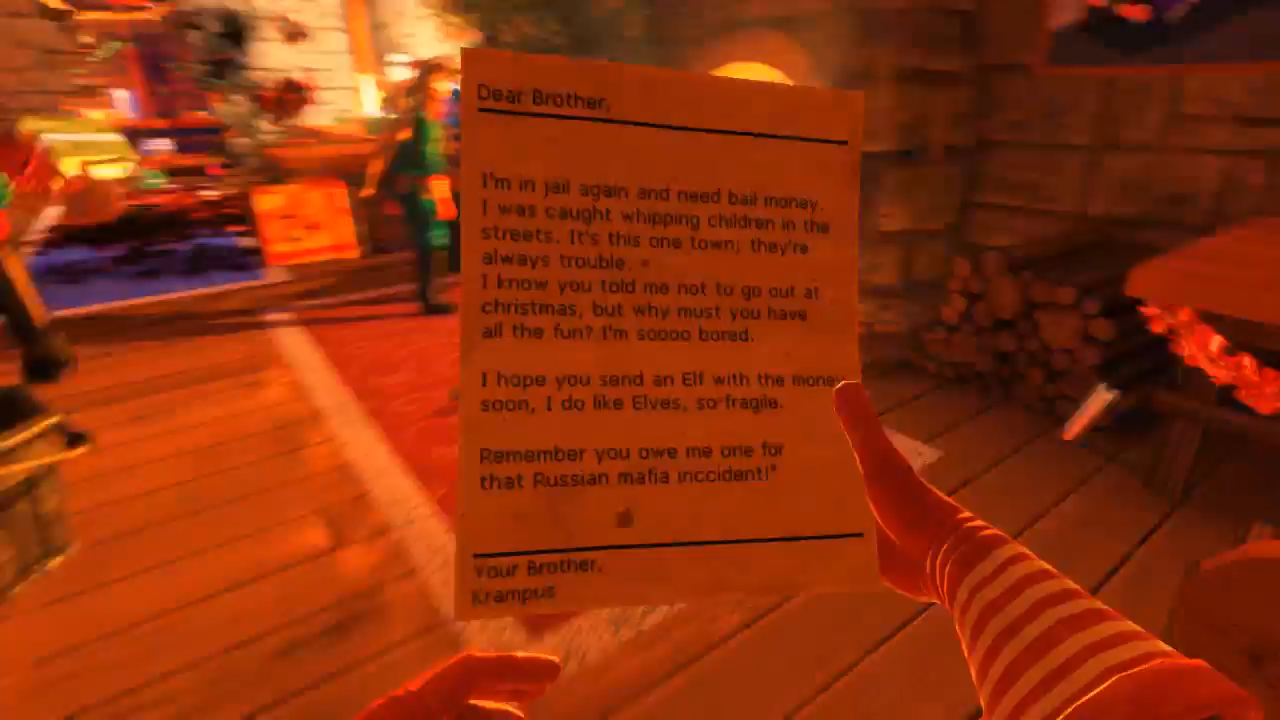 Dear Brother,
I'm in jail again and need bail money.
I was caught whipping children in the
streets. It's this one town; they're
always trouble.
I know you told me not to go out at
christmas, but why must you have
all the fun? I'm soooo bored.
I hope you send an Elf with the money
soon, I do like Elves, so fragile.
Remember you owe me one for
that Russian mafia inccident!"
Your Brother,
Krampus